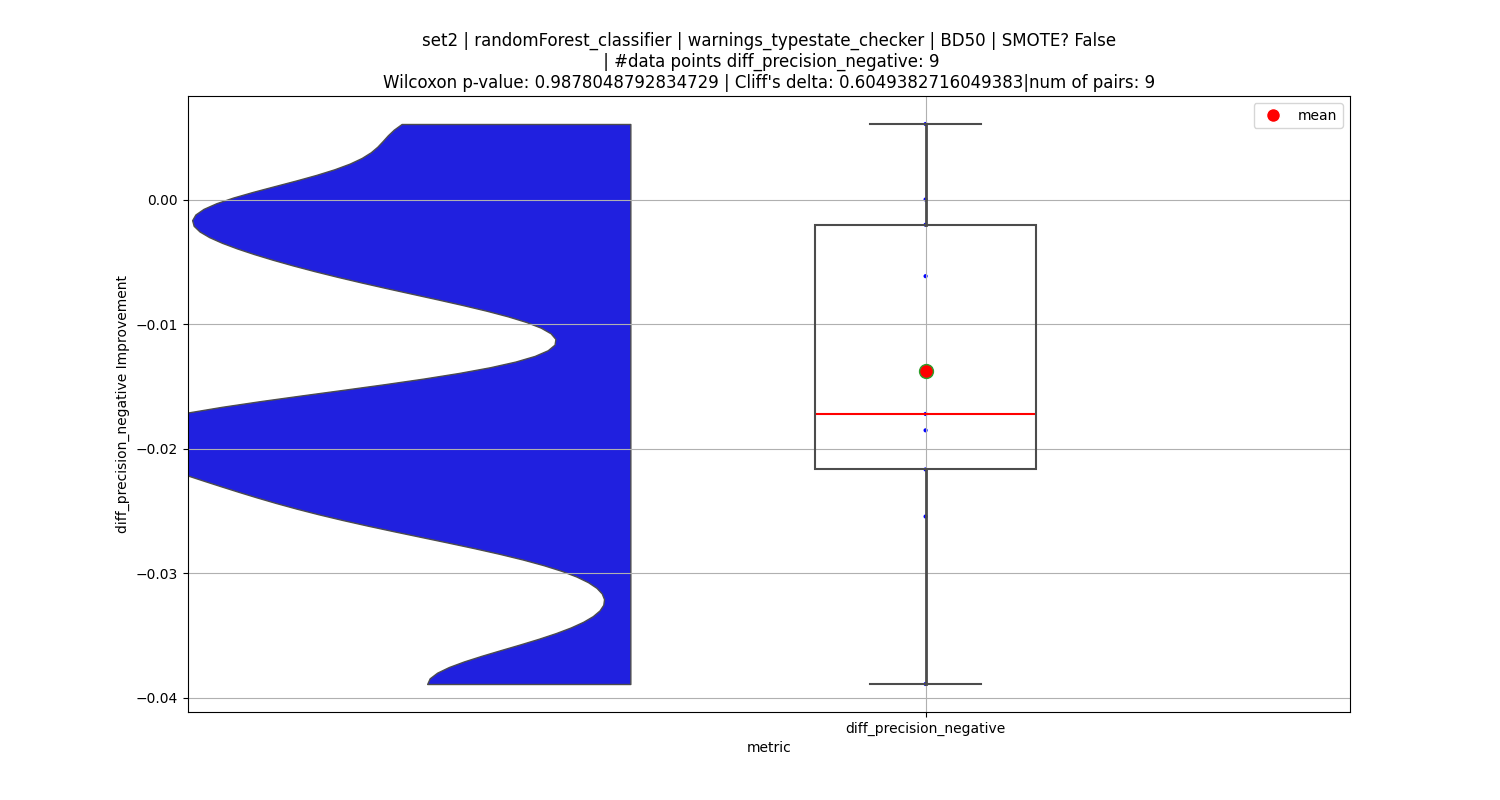 set2 | randomForest_classifier | warnings_typestate_checker | BD50 | SMOTE? False
| #data points diff_precision_negative: 9
Wilcoxon p-value: 0.9878048792834729 | Cliff's delta: 0.6049382716049383|num of pairs: 9
mean
diff_precision_negative Improvement
0.00
−0.01
−0.02
−0.03
−0.04
diff_precision_negative
metric